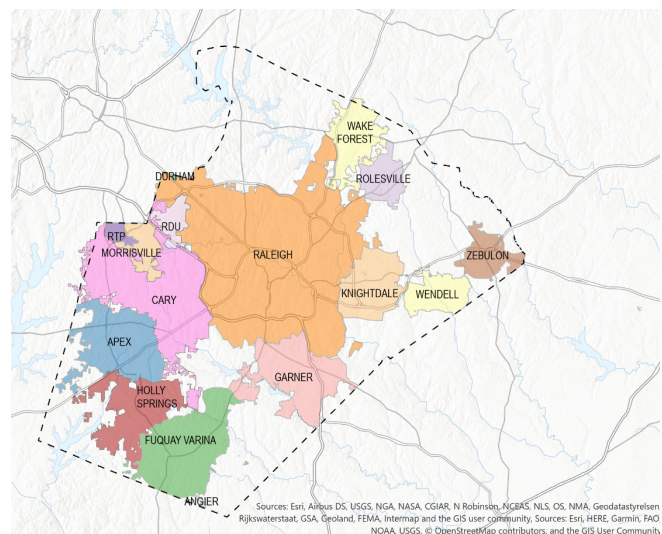 WAKE
FOREST
DURHAM
ROLESVILLE
RDU
RTP
MORRISVILLE
RALEIGH
ZEBULON
CARY
KNIGHTDALE
WENDELL
APEX
GARNER
HOLLY
SPRINGS
FUQUAY VARINA
ANGIER
Sources: Esri, Airbus DS, USGS, NGA, NASA, CGIAR, N Robinson, NCEAS, NLS, OS, NMA, Geodatastyrelsen,
Rijkswaterstaat, GSA, Geoland, FEMA, Intermap and the GIS user community, Sources: Esri, HERE, Garmin, FAO,
NOAA, USGS, © OpenStreetMap contributors, and the GIS User Community